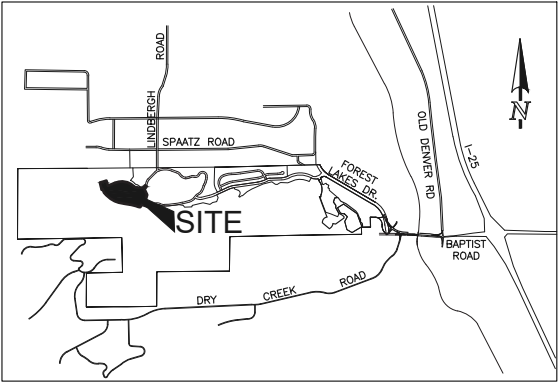 ROAD
LINDBERGH
SPAATZ ROAD
OLD DENVER RD
I-25
N
FOREST
LAKES DR.
SITE
BAPTIST
ROAD
DRY CREEK ROAD